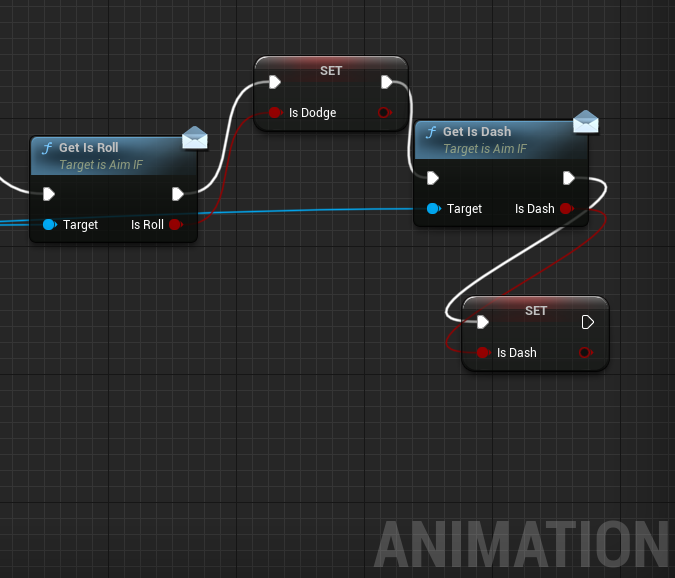 SET
Is Dodge
f Get Is Roll
Target is Aim IF
Target Is Roll
f Get Is Dash
Target is Aim IF
Target Is Dash
SET
Is Dash
ANIMATION